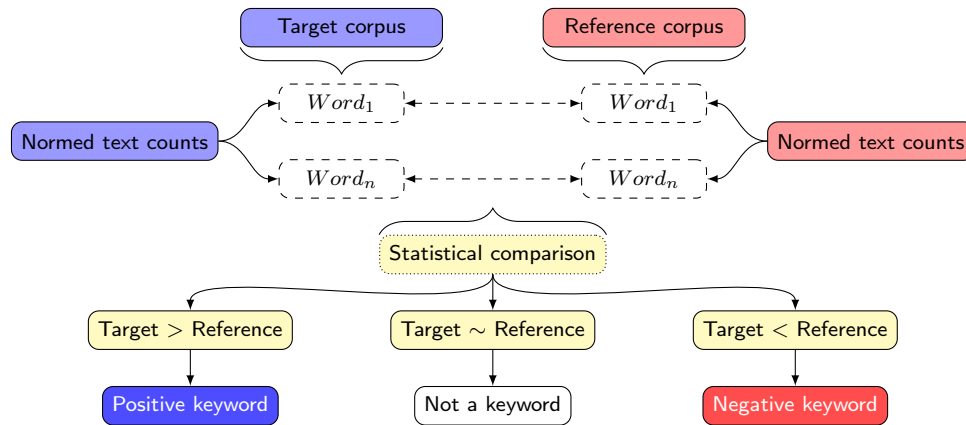 Target corpus
Reference corpus
Word₁
Word₁
Normed text counts
Normed text counts
Wordₙ
Wordₙ
Statistical comparison
Target > Reference
Target ∼ Reference
Target < Reference
Positive keyword
Not a keyword
Negative keyword